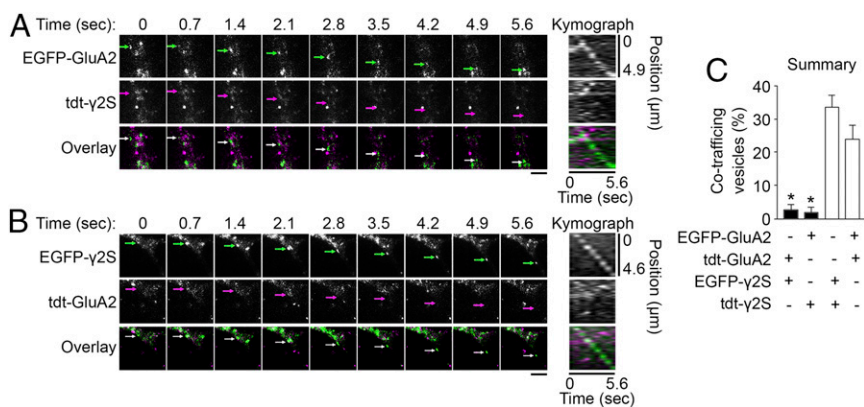 A
Time (sec): 0 0.7 1.4 2.1 2.8 3.5 4.2 4.9 5.6 Kymograph
EGFP-GluA2
tdt-γ2S
Overlay
0
4.9
Position (μm)
0 5.6
Time (sec)
B
Time (sec): 0 0.7 1.4 2.1 2.8 3.5 4.2 4.9 5.6 Kymograph
EGFP-γ2S
tdt-GluA2
Overlay
0
4.6
Position (μm)
0 5.6
Time (sec)
C
Summary
Co-trafficing
vesicles (%)
40
30
20
10
0
* *
EGFP-GluA2 - + - +
tdt-GluA2 + - - +
EGFP-γ2S + - + -
tdt-γ2S - + + -